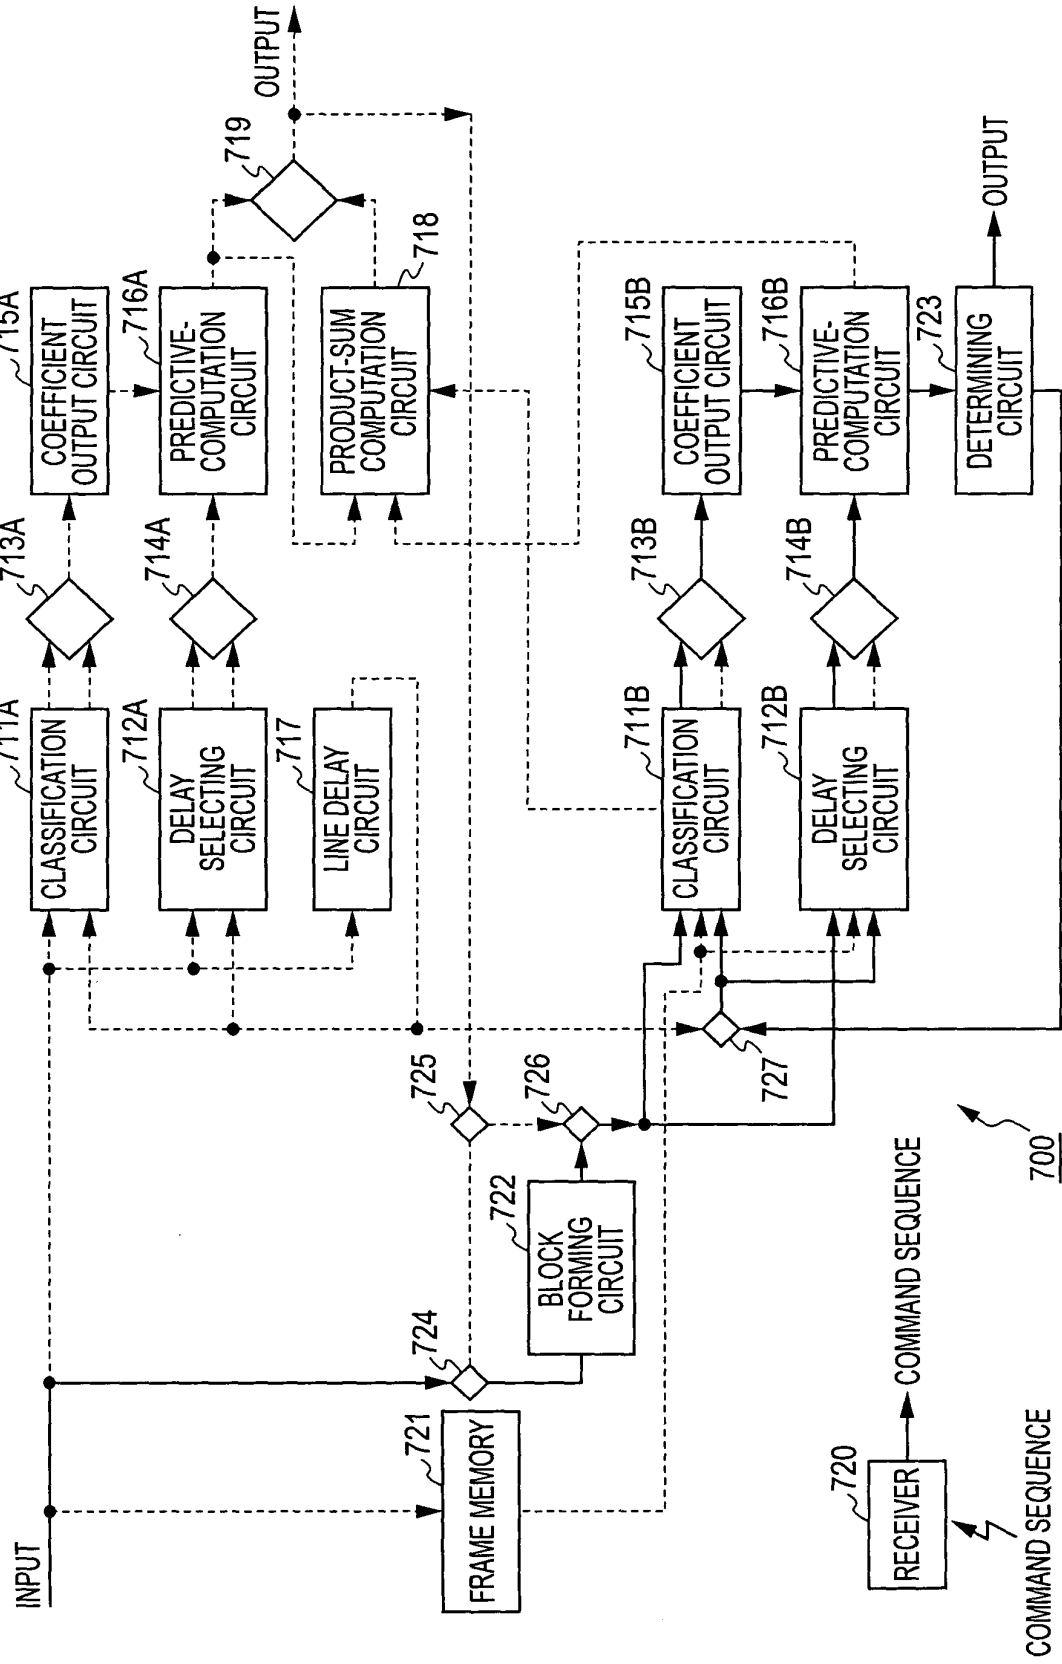 INPUT
721
FRAME MEMORY
724
722
BLOCK
FORMING
CIRCUIT
725
726
727
711A
CLASSIFICATION
CIRCUIT
712A
DELAY
SELECTING
CIRCUIT
717
LINE DELAY
CIRCUIT
713A
714A
715A
COEFFICIENT
OUTPUT CIRCUIT
716A
PREDICTIVE-
COMPUTATION
CIRCUIT
718
PRODUCT-SUM
COMPUTATION
CIRCUIT
719
OUTPUT
711B
CLASSIFICATION
CIRCUIT
712B
DELAY
SELECTING
CIRCUIT
713B
714B
715B
COEFFICIENT
OUTPUT CIRCUIT
716B
PREDICTIVE-
COMPUTATION
CIRCUIT
723
DETERMINING
CIRCUIT
OUTPUT
720
RECEIVER
COMMAND SEQUENCE
COMMAND SEQUENCE
700